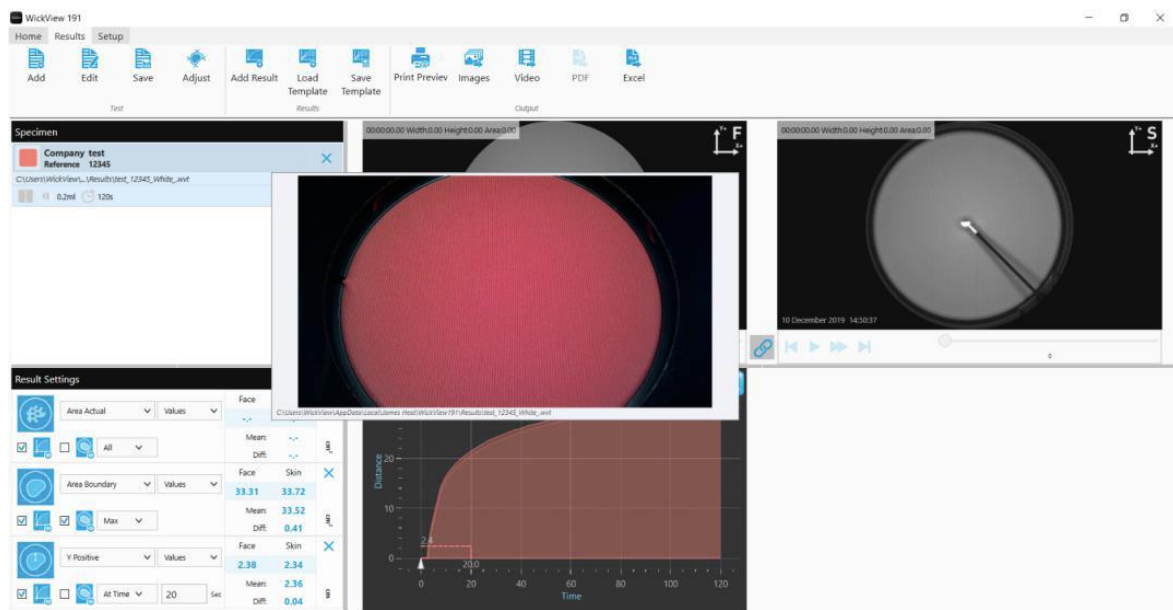 WickView 191
Home Results Setup
Add Edit Save Adjust Add Result Load Template Save Template Print Previev Images Video PDF Excel
Test Results Output
Specimen
Company test
Reference 12345
C:\Users\WickView\...\Results\test_12345_White_.wvt
0.2ml 120s
00:00:00.00 Width:0.00 Height:0.00 Area:0.00
Y+ X+ F
00:00:00.00 Width:0.00 Height:0.00 Area:0.00
Y+ X+ S
10 December 2019 14:50:37
0
C:\Users\WickView\AppData\Local\James Heal\WickView191\Results\test_12345_White_.wvt
Result Settings
Area Actual Values Face
-.- -.-
All Mean: -.- cm²
Diff: -.-
Area Boundary Values Face Skin
33.31 33.72
Max Mean: 33.52 cm²
Diff: 0.41
Y Positive Values Face Skin
2.38 2.34
At Time 20 Sec Mean: 2.36 cm
Diff: 0.04
Distance
20
10
0
2.4
20.0
0 20 40 60 80 100 120
Time